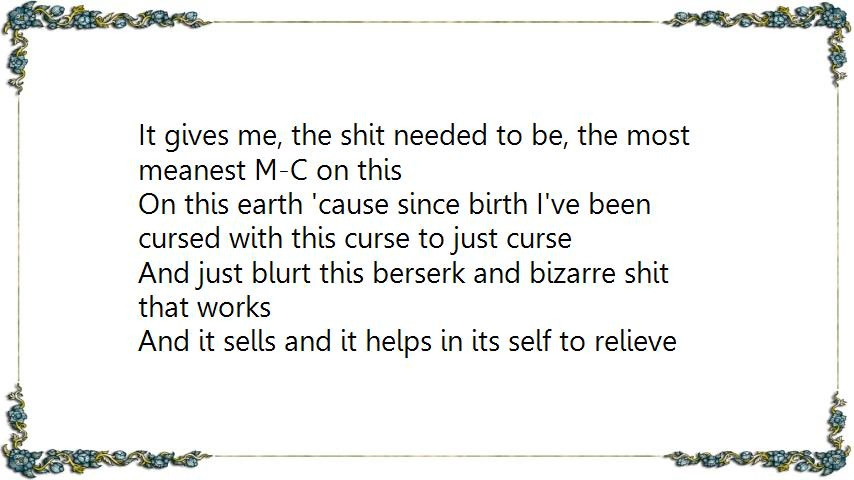 It gives me, the shit needed to be, the most
meanest M-C on this
On this earth 'cause since birth I've been
cursed with this curse to just curse
And just blurt this berserk and bizarre shit
that works
And it sells and it helps in its self to relieve